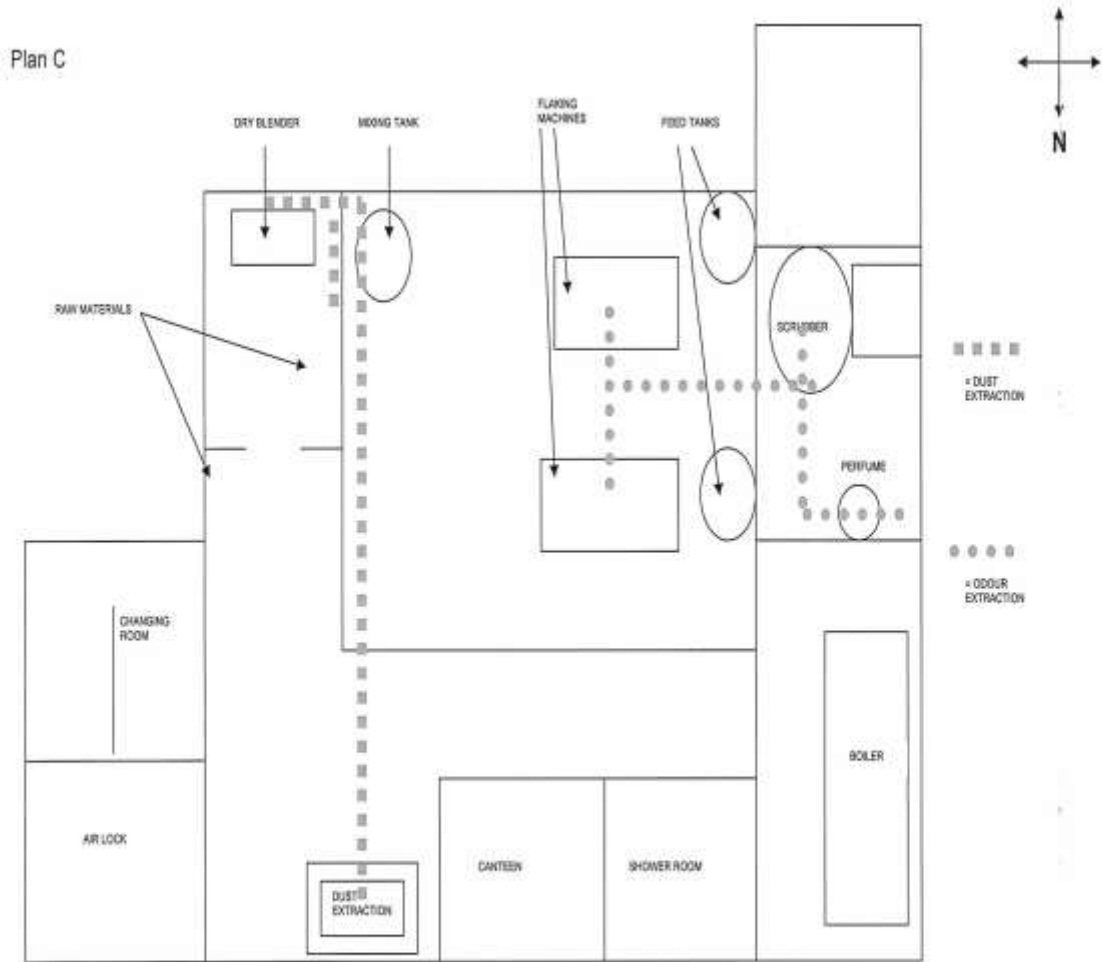 Plan C
N
DRY BLENDER
MIXING TANK
FLAKING
MACHINES
FEED TANKS
RAW MATERIALS
SCRUBBER
= DUST
EXTRACTION
PERFUME
= ODOUR
EXTRACTION
CHANGING
ROOM
BOILER
AIR LOCK
CANTEEN
SHOWER ROOM
DUST
EXTRACTION